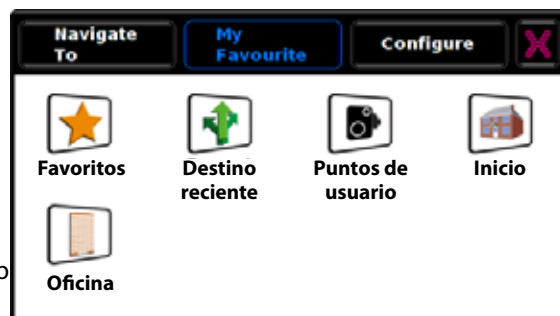 Navigate To
My Favourite
Configure
X
Favoritos
Destino reciente
Puntos de usuario
Inicio
Oficina